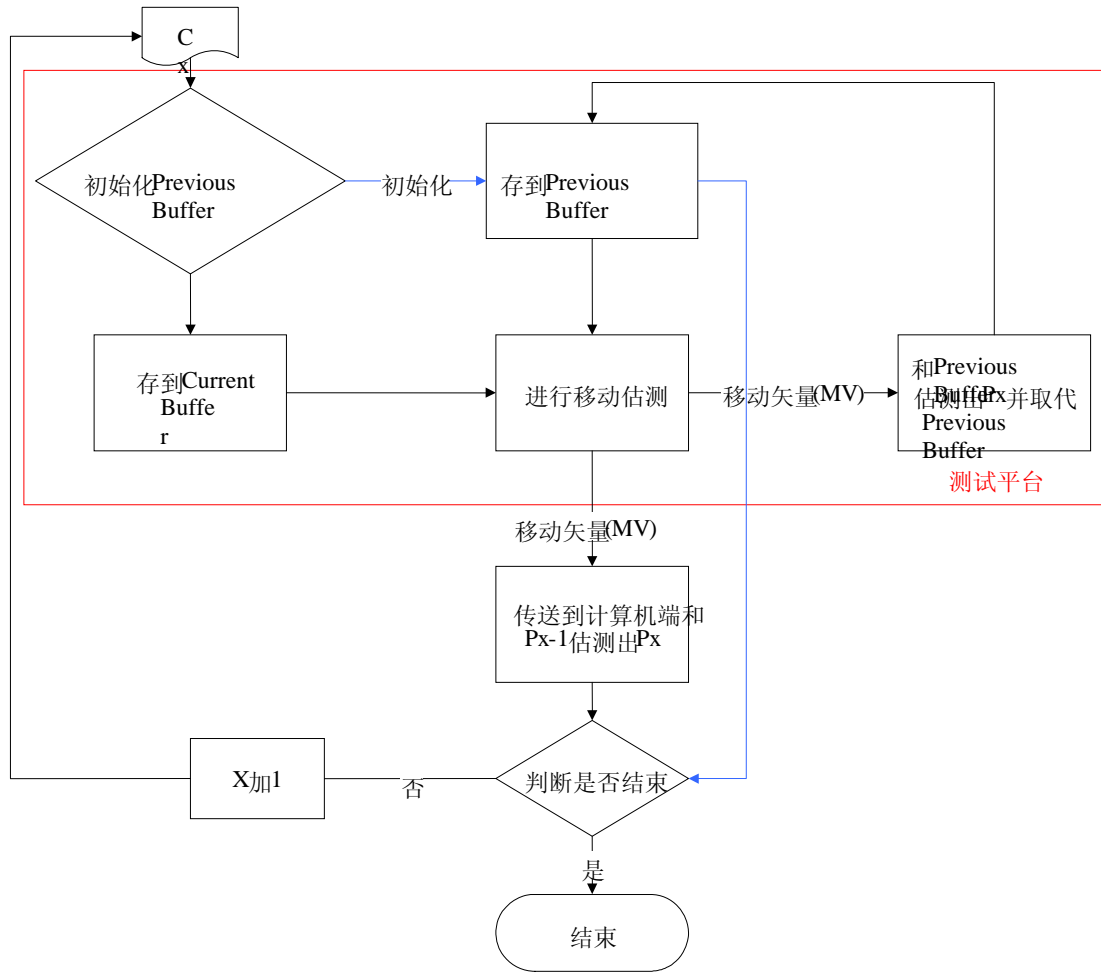 C
x
初始化Previous
Buffer
初始化
存到Previous
Buffer
存到Current
Buffe
r
进行移动估测
移动矢量(MV)
和Previous
Buffer
估测出Px并取代
Previous
Buffer
测试平台
移动矢量(MV)
传送到计算机端和
Px-1估测出Px
X加1
否
判断是否结束
是
结束